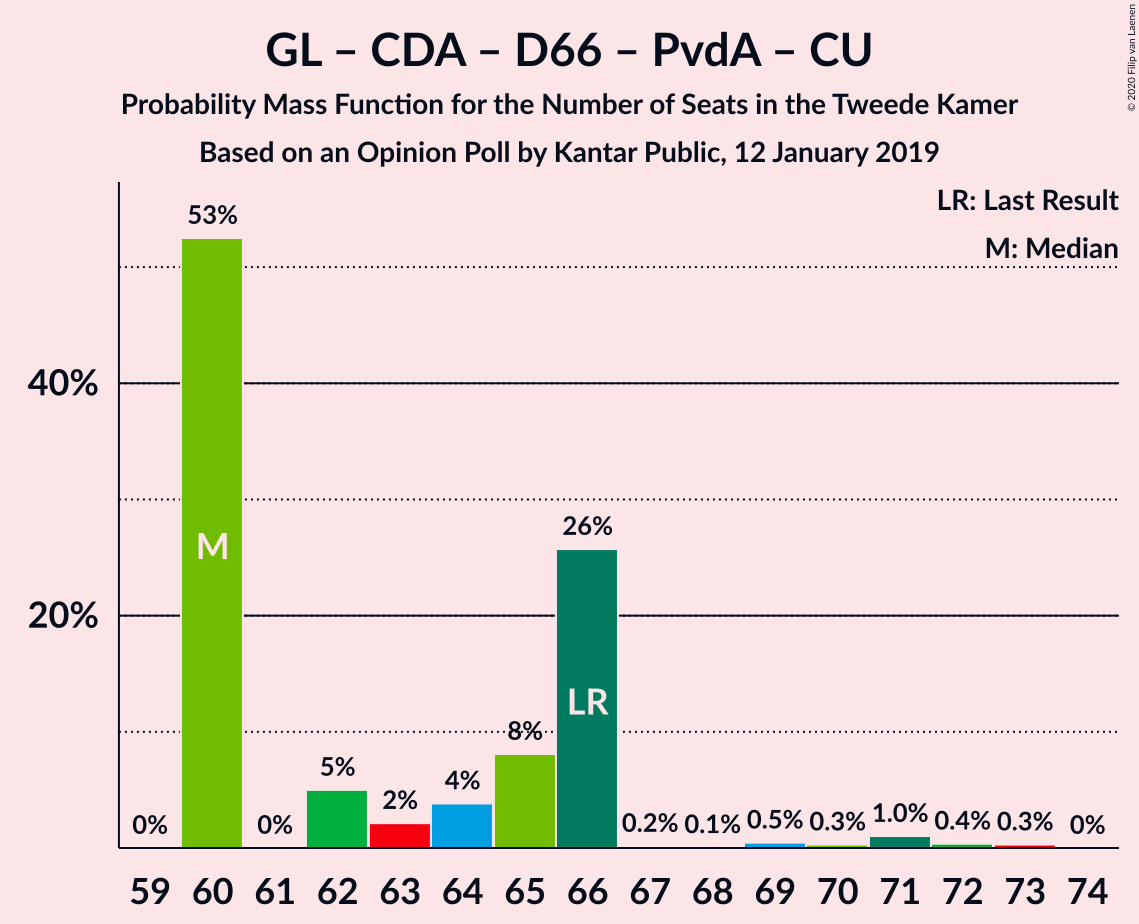 GL – CDA – D66 – PvdA – CU
Probability Mass Function for the Number of Seats in the Tweede Kamer
Based on an Opinion Poll by Kantar Public, 12 January 2019
© 2020 Filip van Laenen
LR: Last Result
M: Median
40%
20%
0% 53% 0% 5% 2% 4% 8% 26% 0.2% 0.1% 0.5% 0.3% 1.0% 0.4% 0.3% 0%
M
LR
59 60 61 62 63 64 65 66 67 68 69 70 71 72 73 74